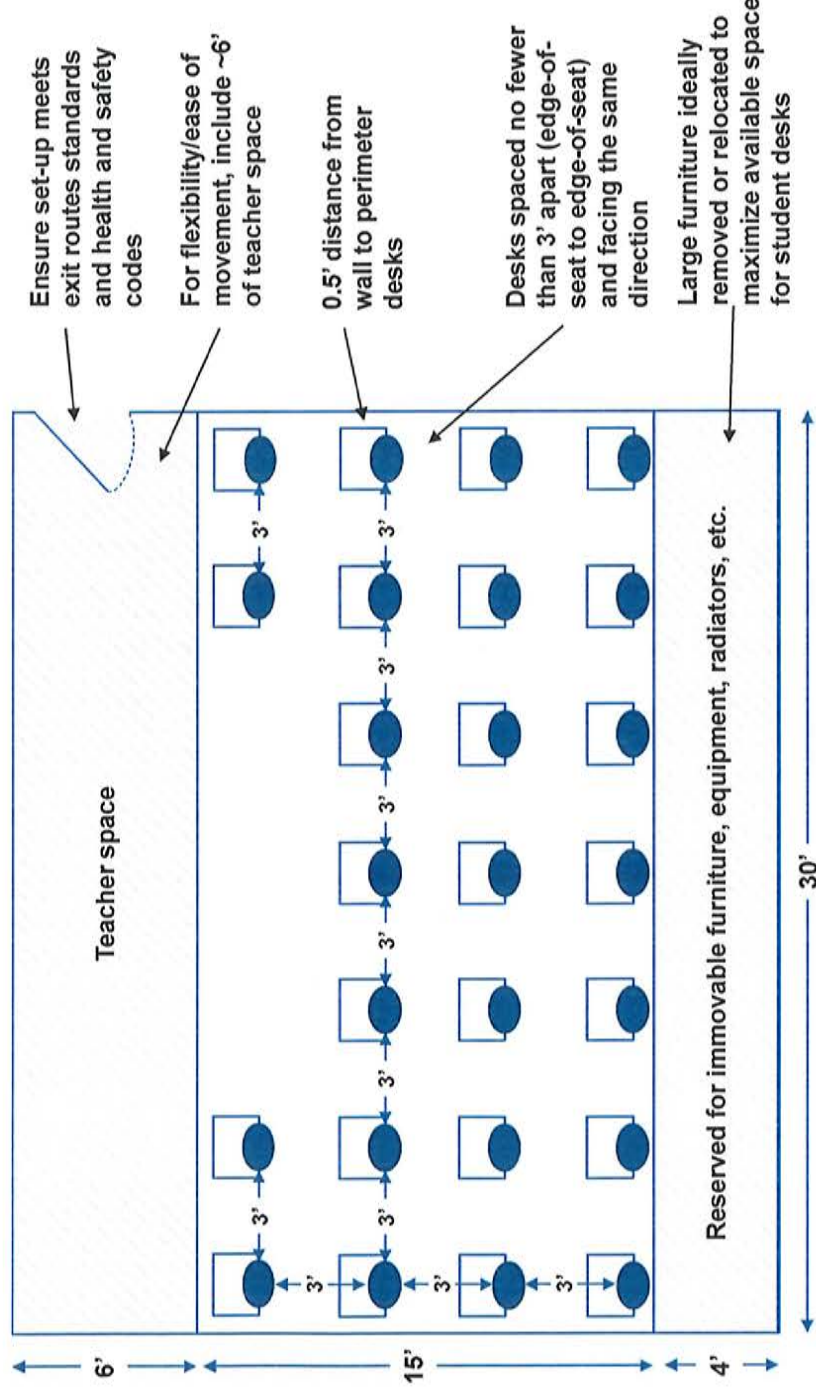 Ensure set-up meets
exit routes standards
and health and safety
codes
For flexibility/ease of
movement, include ~6'
of teacher space
0.5' distance from
wall to perimeter
desks
Desks spaced no fewer
than 3' apart (edge-of-
seat to edge-of-seat)
and facing the same
direction
Large furniture ideally
removed or relocated to
maximize available space
for student desks
6'
Teacher space
15'
3'
3'
3'
3'
3'
3'
3'
3'
3'
3'
3'
4'
Reserved for immovable furniture, equipment, radiators, etc.
30'